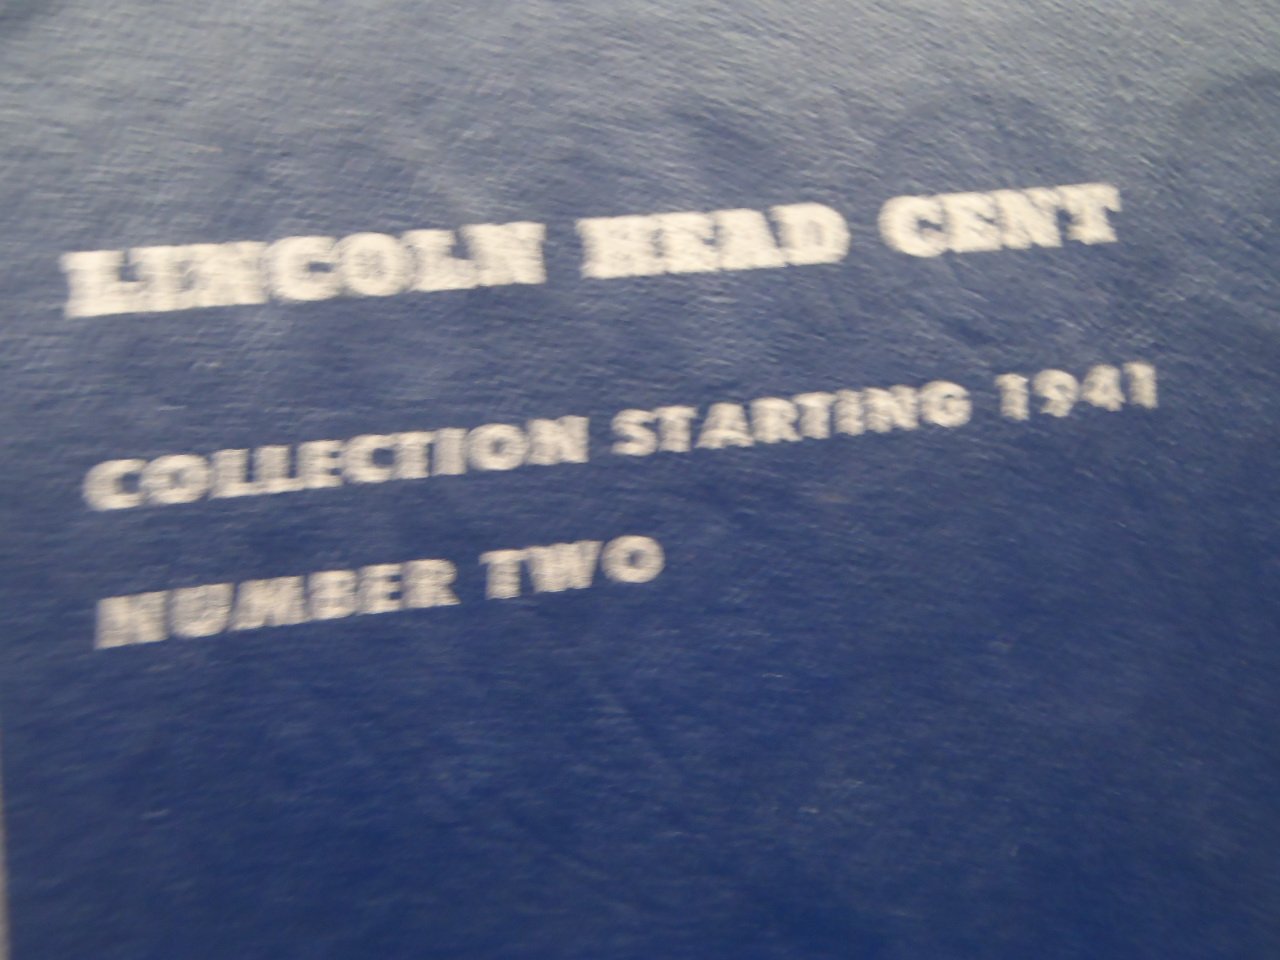 LINCOLN HEAD CENT
COLLECTION STARTING 1941
NUMBER TWO